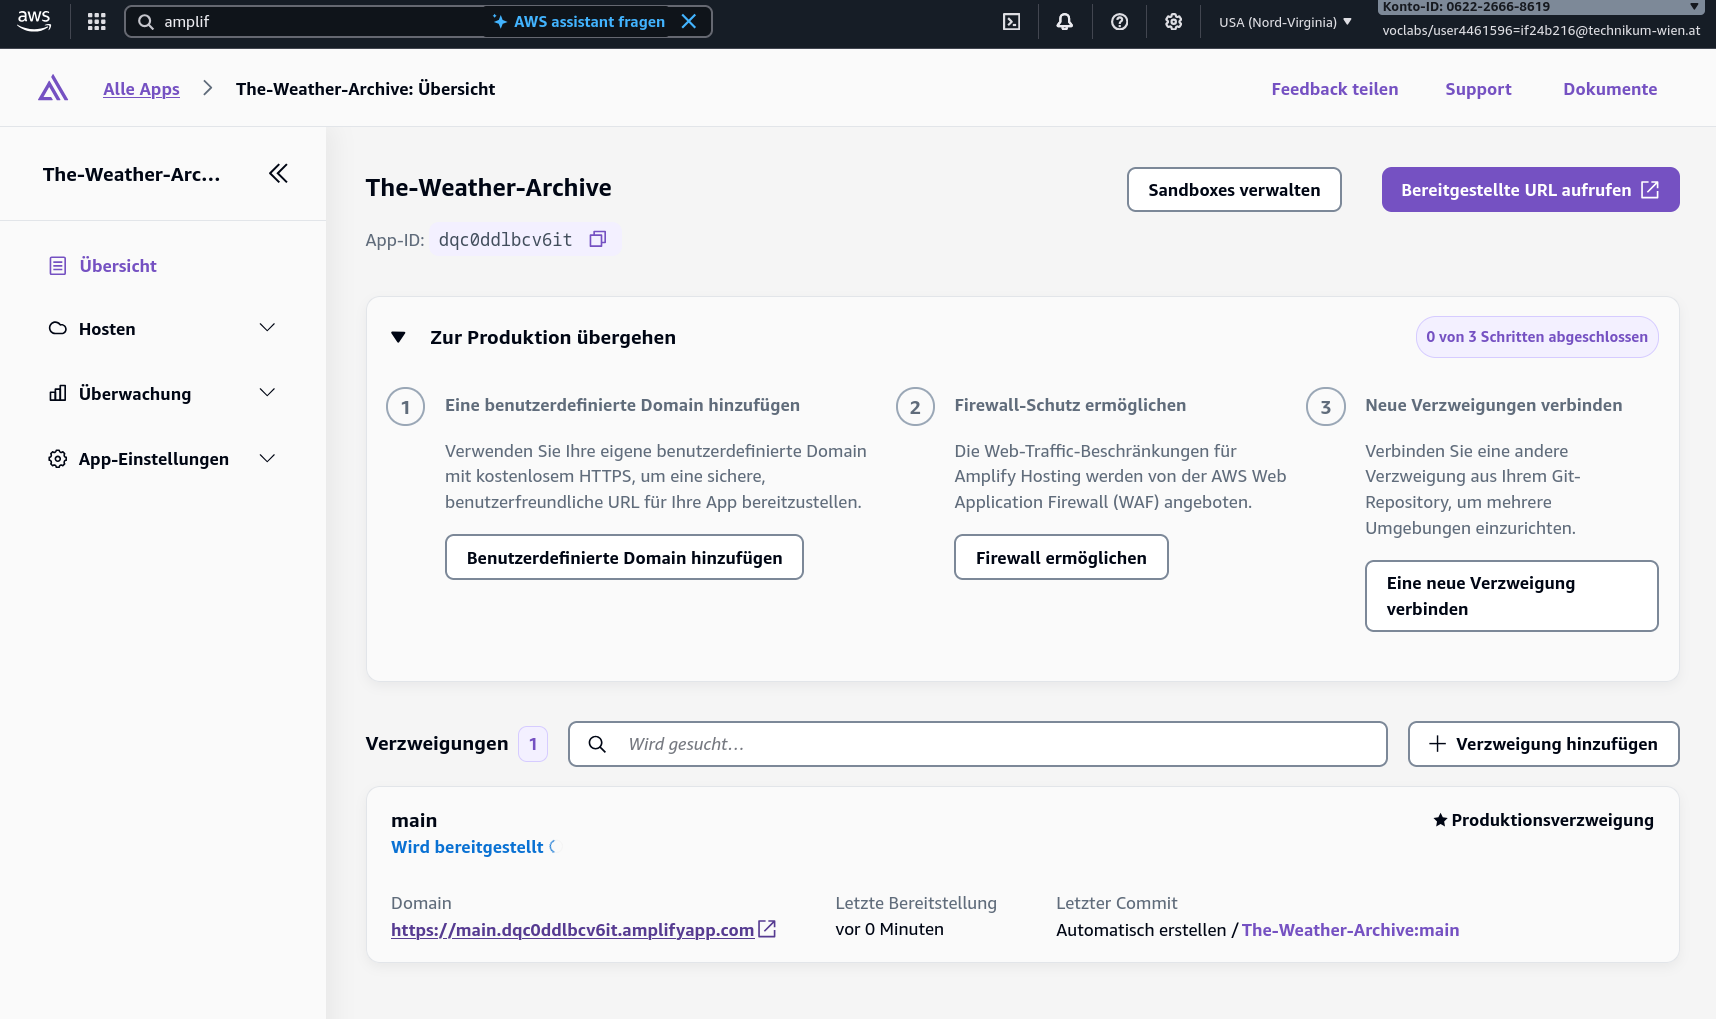 aws
amplif
AWS assistant fragen
USA (Nord-Virginia)
Konto-ID: 0622-2666-8619
voclabs/user4461596=if24b216@technikum-wien.at
Alle Apps
The-Weather-Archive: Übersicht
Feedback teilen
Support
Dokumente
The-Weather-Arc...
Übersicht
Hosten
Überwachung
App-Einstellungen
The-Weather-Archive
App-ID: dqc0ddlbcv6it
Sandboxes verwalten
Bereitgestellte URL aufrufen
Zur Produktion übergehen
0 von 3 Schritten abgeschlossen
1
Eine benutzerdefinierte Domain hinzufügen
Verwenden Sie Ihre eigene benutzerdefinierte Domain
mit kostenlosem HTTPS, um eine sichere,
benutzerfreundliche URL für Ihre App bereitzustellen.
Benutzerdefinierte Domain hinzufügen
2
Firewall-Schutz ermöglichen
Die Web-Traffic-Beschränkungen für
Amplify Hosting werden von der AWS Web
Application Firewall (WAF) angeboten.
Firewall ermöglichen
3
Neue Verzweigungen verbinden
Verbinden Sie eine andere
Verzweigung aus Ihrem Git-
Repository, um mehrere
Umgebungen einzurichten.
Eine neue Verzweigung
verbinden
Verzweigungen 1
Wird gesucht...
Verzweigung hinzufügen
main
Wird bereitgestellt
Produktionsverzweigung
Domain
https://main.dqc0ddlbcv6it.amplifyapp.com
Letzte Bereitstellung
vor 0 Minuten
Letzter Commit
Automatisch erstellen / The-Weather-Archive:main